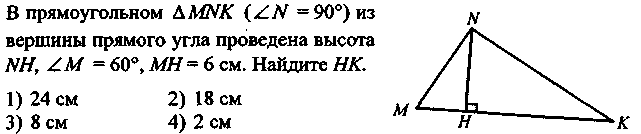 В прямоугольном ΔMNK (∠N = 90°) из
вершины прямого угла проведена высота
NH, ∠M = 60°, MH = 6 см. Найдите HK.
1) 24 см 2) 18 см
3) 8 см 4) 2 см
N
M
H
K